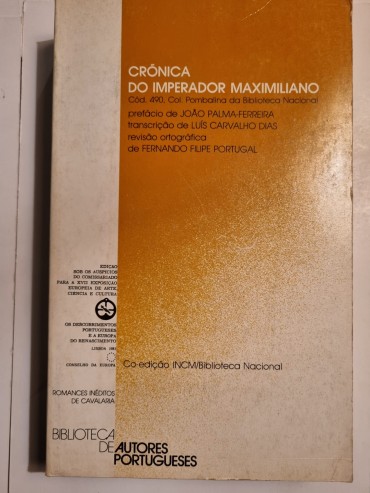 CRÓNICA
DO IMPERADOR MAXIMILIANO
Cód. 490, Col. Pombalina da Biblioteca Nacional
prefácio de JOÃO PALMA-FERREIRA
transcrição de LUÍS CARVALHO DIAS
revisão ortográfica
de FERNANDO FILIPE PORTUGAL
EDIÇÃO
SOB OS AUSPÍCIOS
DO COMISSARIADO
PARA A XVII EXPOSIÇÃO
EUROPEIA DE ARTE,
CIÊNCIA E CULTURA
OS DESCOBRIMENTOS
PORTUGUESES
E A EUROPA
DO RENASCIMENTO
LISBOA 1983
CONSELHO DA EUROPA
Co-edição INCM/Biblioteca Nacional
ROMANCES INÉDITOS
DE CAVALARIA
BIBLIOTECA
DE AUTORES
PORTUGUESES